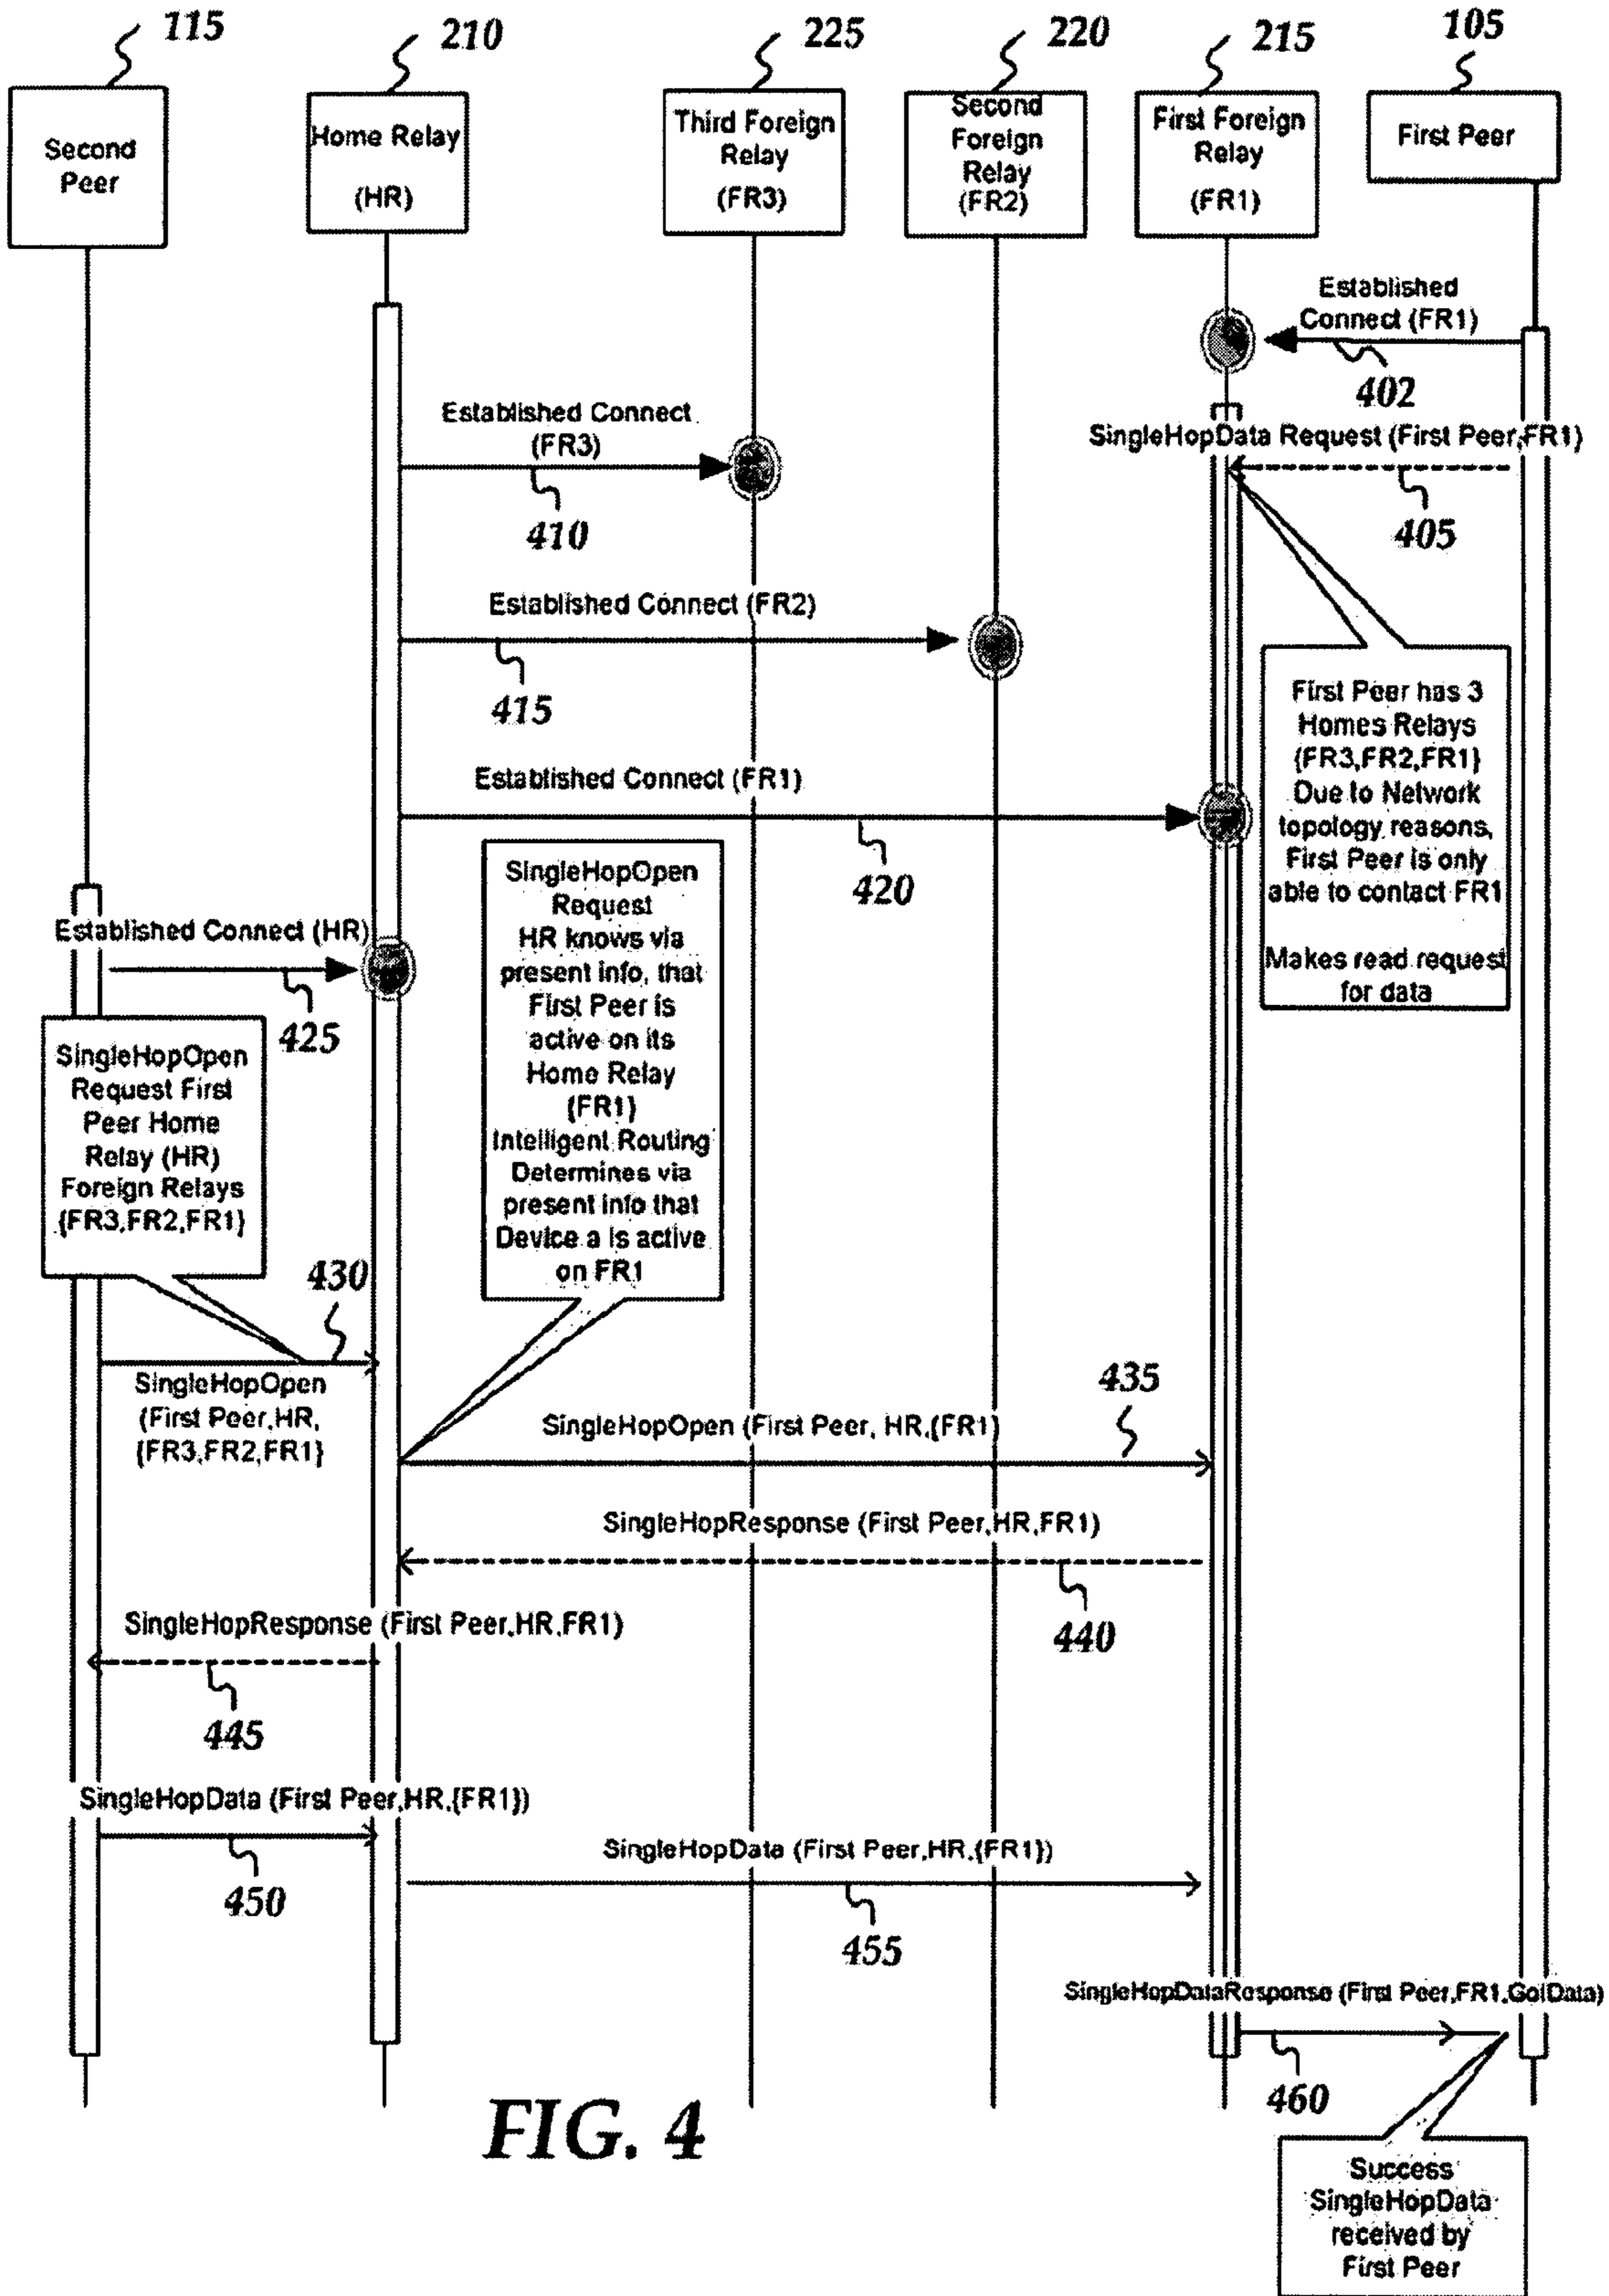 115
210
225
220
215
105
Second
Peer
Home Relay
(HR)
Third Foreign
Relay
(FR3)
Second
Foreign
Relay
(FR2)
First Foreign
Relay
(FR1)
First Peer
Established
Connect (FR1)
402
SingleHopData Request (First Peer,FR1)
405
Established Connect
(FR3)
410
Established Connect (FR2)
415
First Peer has 3
Homes Relays
{FR3,FR2,FR1}
Due to Network
topology reasons,
First Peer is only
able to contact FR1
Makes read request
for data
Established Connect (FR1)
420
SingleHopOpen
Request
HR knows via
present info, that
First Peer is
active on its
Home Relay
{FR1}
Intelligent Routing
Determines via
present info that
Device a is active
on FR1
Established Connect (HR)
425
SingleHopOpen
Request First
Peer Home
Relay (HR)
Foreign Relays
{FR3,FR2,FR1}
430
SingleHopOpen
(First Peer,HR,
{FR3,FR2,FR1}
435
SingleHopOpen (First Peer, HR,{FR1}
SingleHopResponse (First Peer,HR,FR1)
440
SingleHopResponse (First Peer,HR,FR1)
445
SingleHopData (First Peer,HR,{FR1})
450
SingleHopData (First Peer,HR,{FR1})
455
SingleHopDataResponse (First Peer,FR1,GotData)
460
FIG. 4
Success
SingleHopData
received by
First Peer